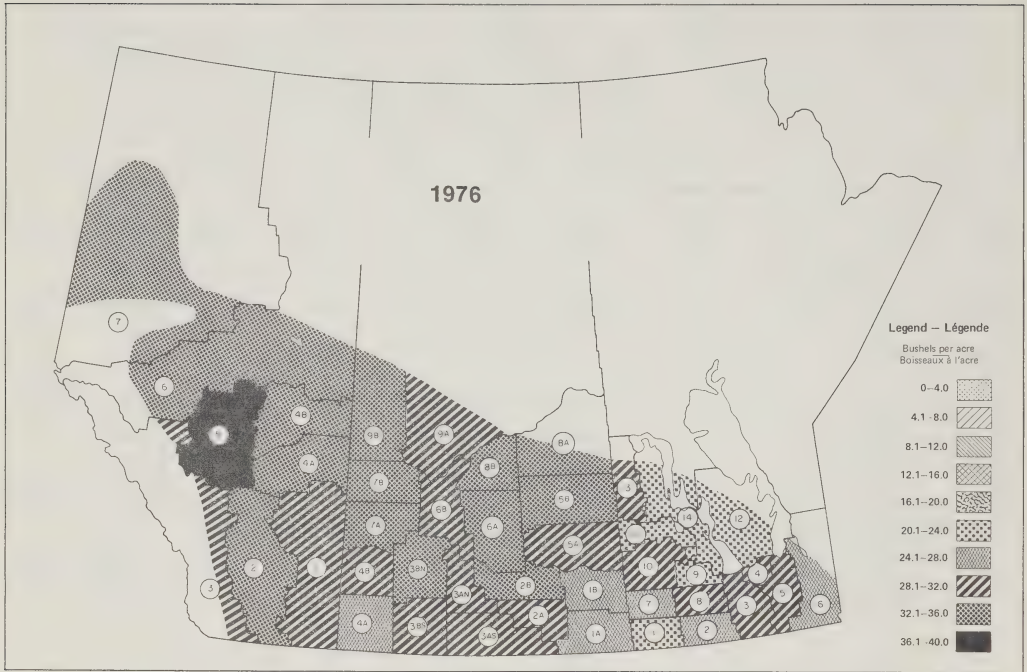 1976
Legend – Légende
Bushels per acre
Boisseaux à l'acre
0–4.0
4.1–8.0
8.1–12.0
12.1–16.0
16.1–20.0
20.1–24.0
24.1–28.0
28.1–32.0
32.1–36.0
36.1–40.0
7
6
4B
4A
9B
9A
8B
8A
7B
6B
6A
5B
7A
5A
3
14
12
10
9
4
2
4B
3BN
3AN
2B
1B
7
8
3
5
6
3
4A
3BS
3AS
2A
1A
1
2